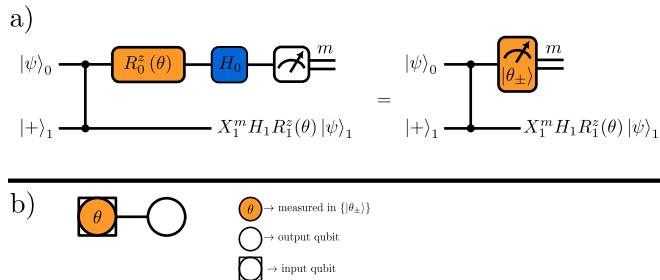 a)
|ψ⟩₀ R₀ᶻ(θ) H₀ m
|+⟩₁ X₁ᵐH₁R₁ᶻ(θ)|ψ⟩₁
=
|ψ⟩₀ |θ±⟩ m
|+⟩₁ X₁ᵐH₁R₁ᶻ(θ)|ψ⟩₁
b)
θ
θ → measured in {|θ±⟩}
→ output qubit
→ input qubit